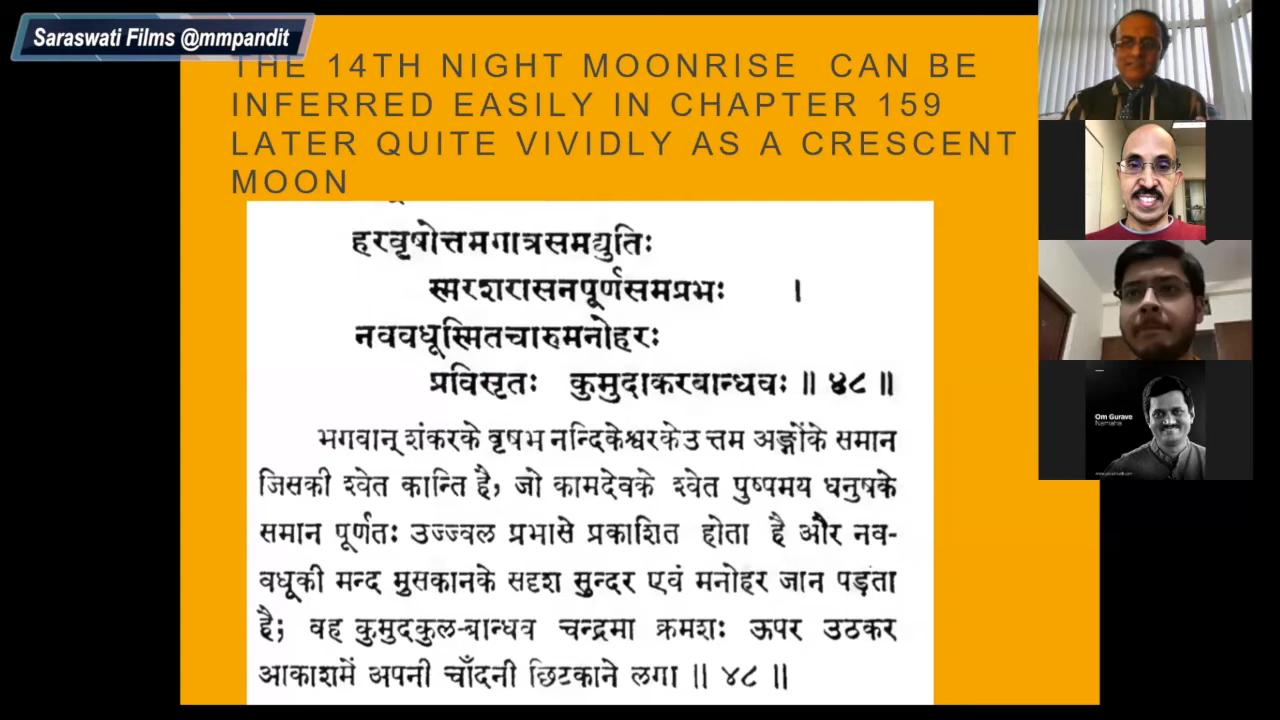 Saraswati Films @mmpandit
THE 14TH NIGHT MOONRISE CAN BE
INFERRED EASILY IN CHAPTER 159
LATER QUITE VIVIDLY AS A CRESCENT
MOON
हरवृषोत्तमगात्रसमद्युतिः
स्मरशरासनपूर्णसमप्रभः ।
नववधूस्मितचारुमनोहरः
प्रविसृतः कुमुदाकरबान्धवः ॥ ४८ ॥
भगवान् शंकरके वृषभ नन्दिकेश्वरकेउत्तम अङ्गोंके समान
जिसकी श्वेत कान्ति है, जो कामदेवके श्वेत पुष्पमय धनुषके
समान पूर्णतः उज्ज्वल प्रभासे प्रकाशित होता है और नव-
वधूकी मन्द मुसकानके सदृश सुन्दर एवं मनोहर जान पड़ता
है; वह कुमुदकुल-बान्धव चन्द्रमा क्रमशः ऊपर उठकर
आकाशमें अपनी चाँदनी छिटकाने लगा ॥ ४८ ॥
Om Gurave
Namaha